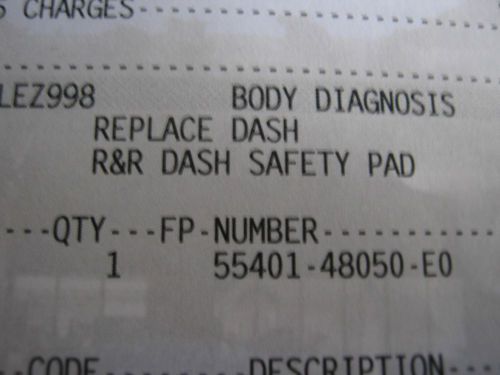 CHARGES-----------------
LEZ998 BODY DIAGNOSIS
REPLACE DASH
R&R DASH SAFETY PAD
---QTY---FP-NUMBER------------
1 55401-48050-E0
--CODE--------DESCRIPTION----